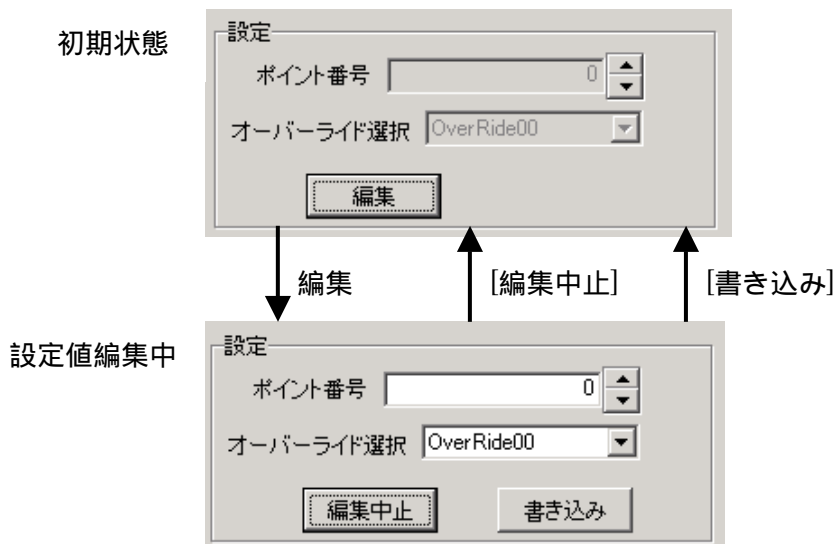 初期状態
設定
ポイント番号 0
オーバーライド選択 OverRide00
編集
編集 [編集中止] [書き込み]
設定値編集中
設定
ポイント番号 0
オーバーライド選択 OverRide00
編集中止 書き込み